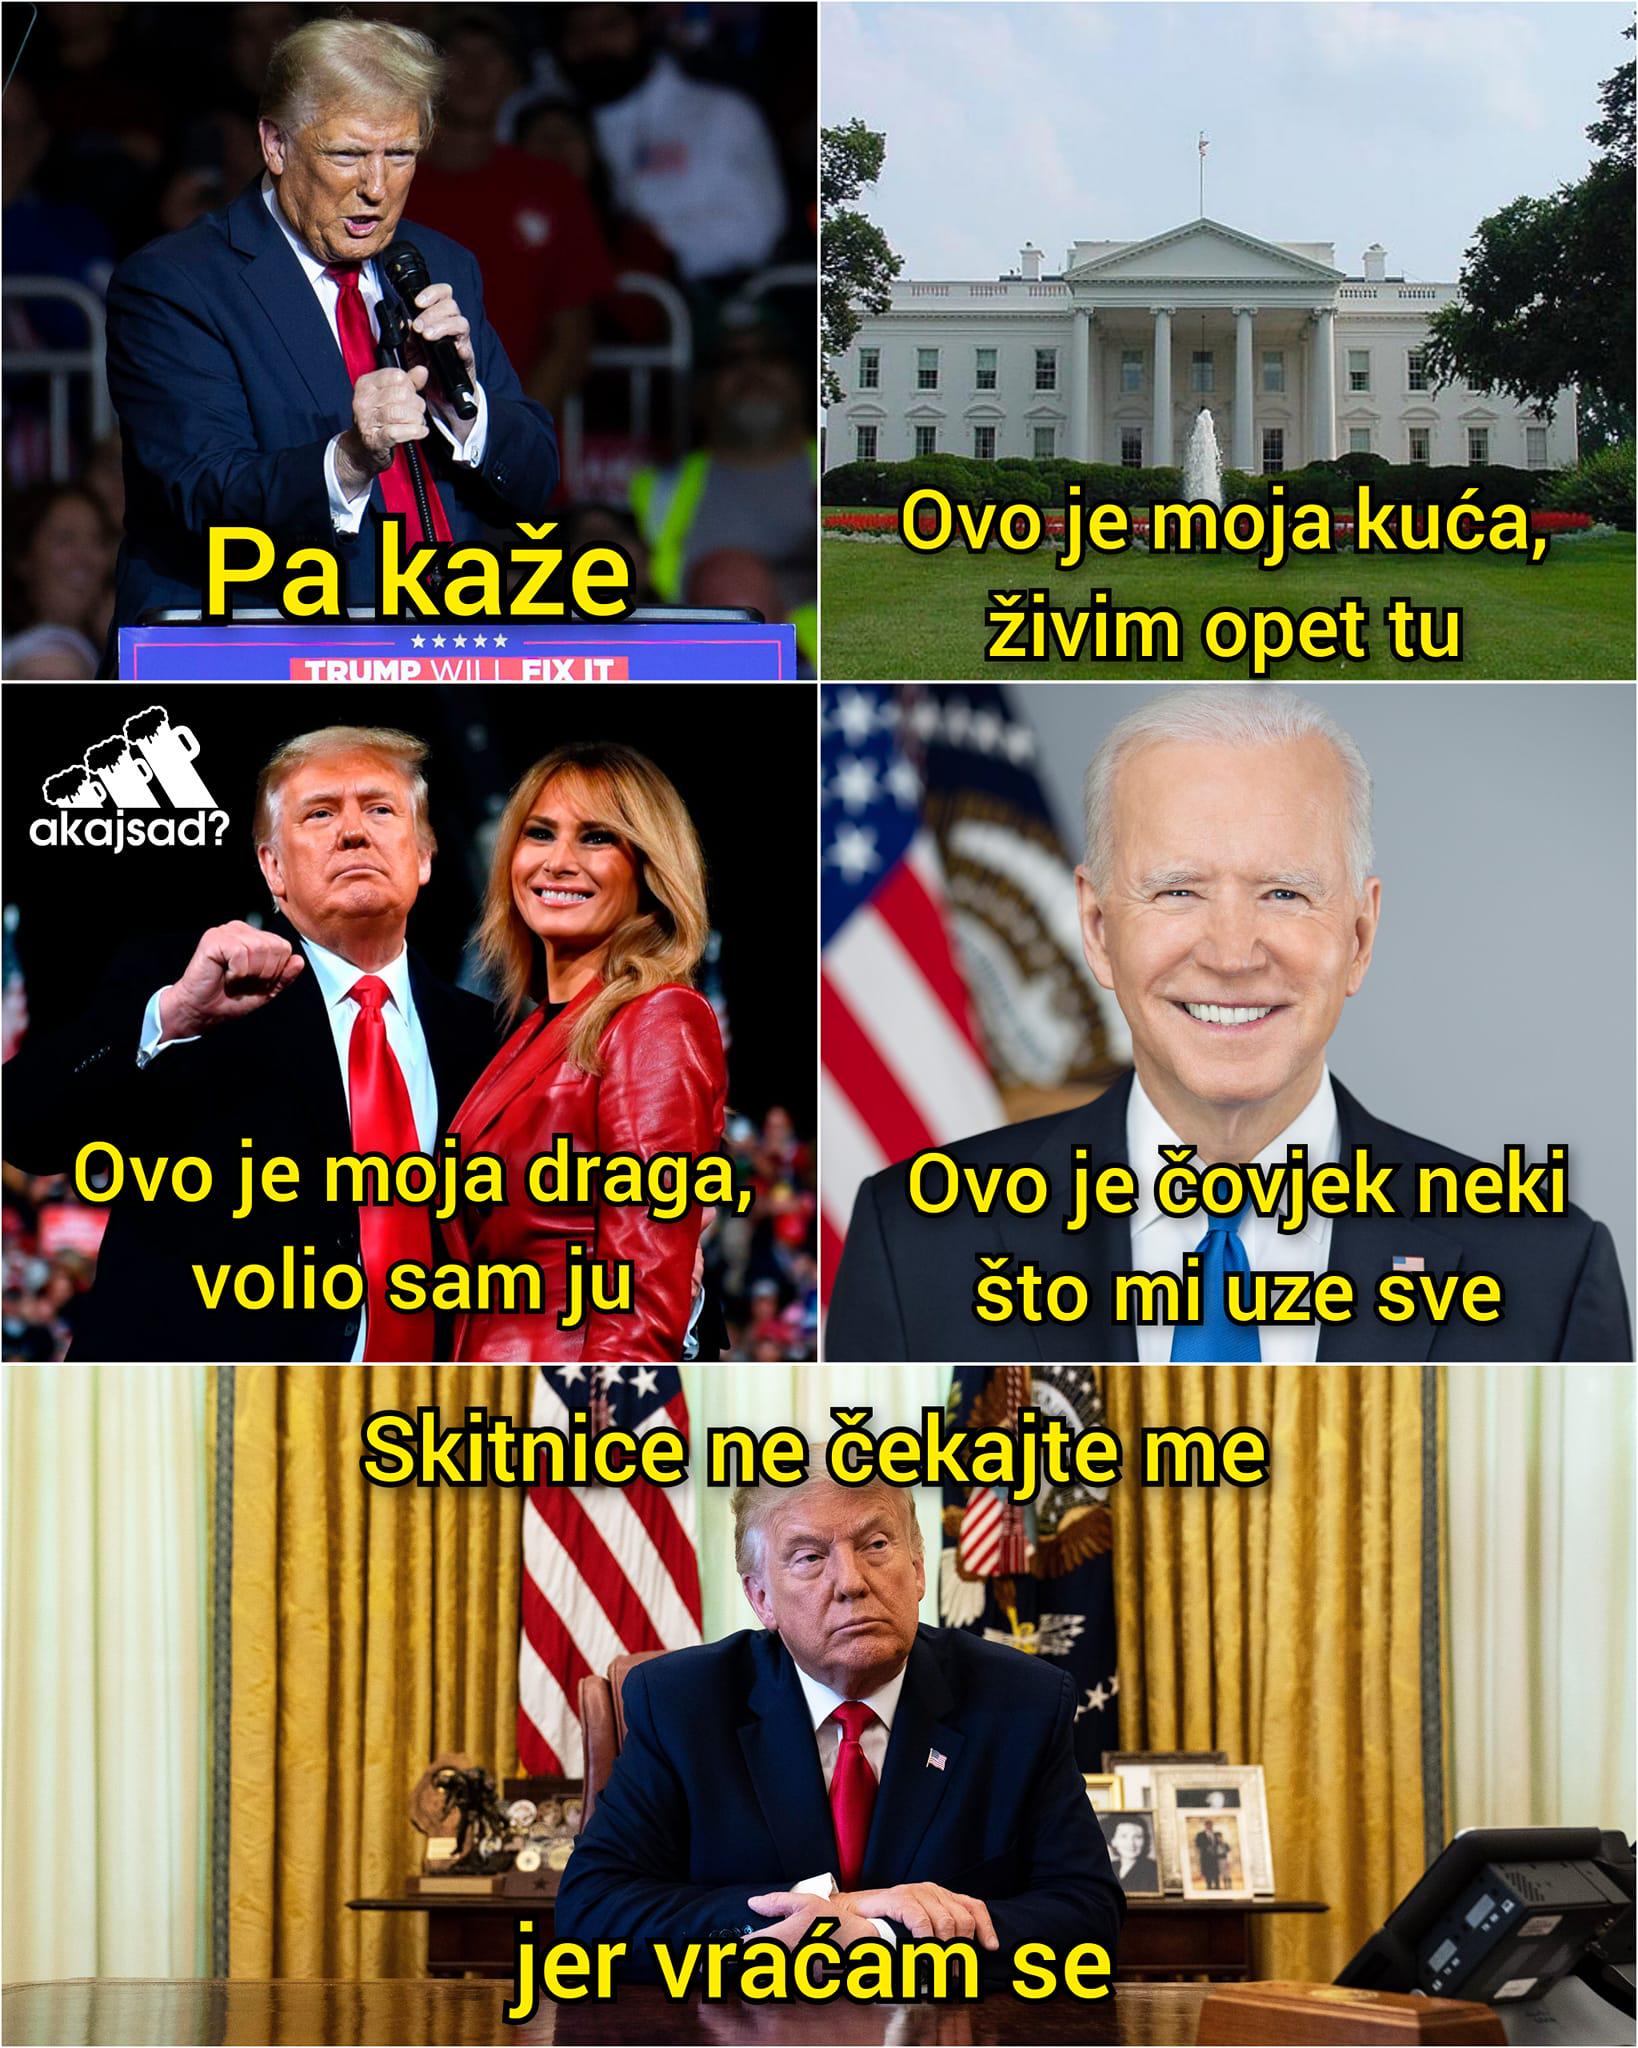 Pa kaže
TRUMP WILL FIX IT
Ovo je moja kuća,
živim opet tu
akajsad?
Ovo je moja draga,
volio sam ju
Ovo je čovjek neki
što mi uze sve
Skitnice ne čekajte me
jer vraćam se